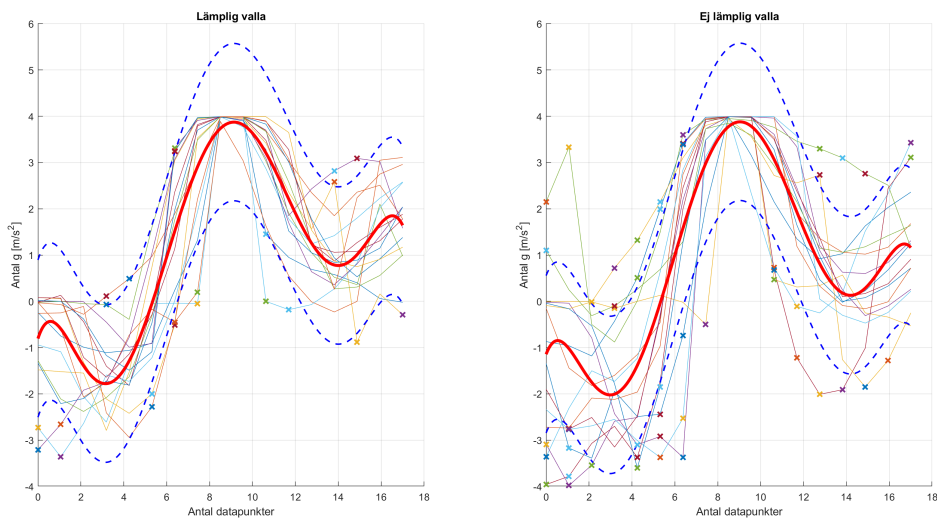 Lämplig valla
Antal g [m/s²]
6
5
4
3
2
1
0
-1
-2
-3
-4
0 2 4 6 8 10 12 14 16 18
Antal datapunkter
Ej lämplig valla
Antal g [m/s²]
6
5
4
3
2
1
0
-1
-2
-3
-4
0 2 4 6 8 10 12 14 16 18
Antal datapunkter